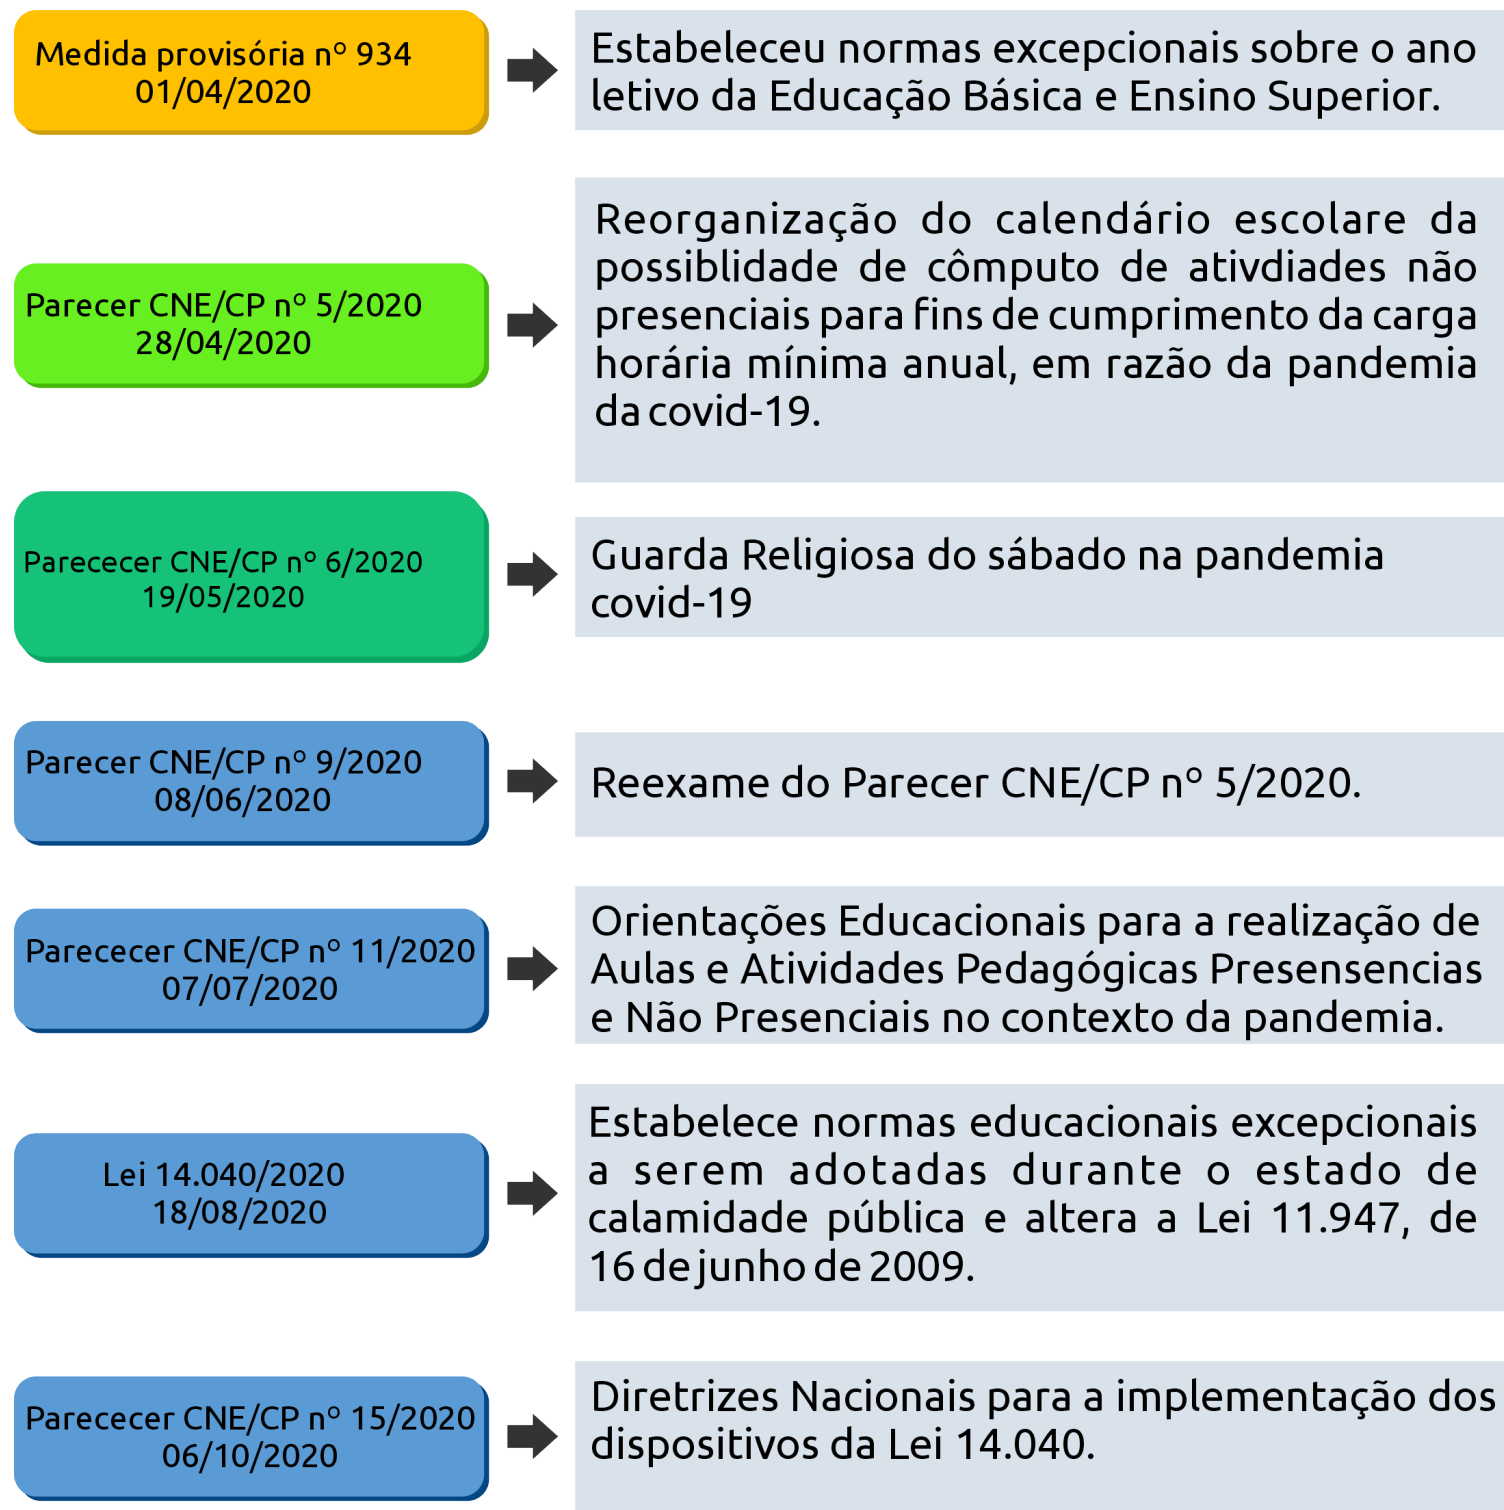 Medida provisória nº 934
01/04/2020
Estabeleceu normas excepcionais sobre o ano
letivo da Educação Básica e Ensino Superior.
Parecer CNE/CP nº 5/2020
28/04/2020
Reorganização do calendário escolare da
possiblidade de cômputo de ativdiades não
presenciais para fins de cumprimento da carga
horária mínima anual, em razão da pandemia
da covid-19.
Parececer CNE/CP nº 6/2020
19/05/2020
Guarda Religiosa do sábado na pandemia
covid-19
Parecer CNE/CP nº 9/2020
08/06/2020
Reexame do Parecer CNE/CP nº 5/2020.
Parececer CNE/CP nº 11/2020
07/07/2020
Orientações Educacionais para a realização de
Aulas e Atividades Pedagógicas Presensencias
e Não Presenciais no contexto da pandemia.
Lei 14.040/2020
18/08/2020
Estabelece normas educacionais excepcionais
a serem adotadas durante o estado de
calamidade pública e altera a Lei 11.947, de
16 de junho de 2009.
Parececer CNE/CP nº 15/2020
06/10/2020
Diretrizes Nacionais para a implementação dos
dispositivos da Lei 14.040.